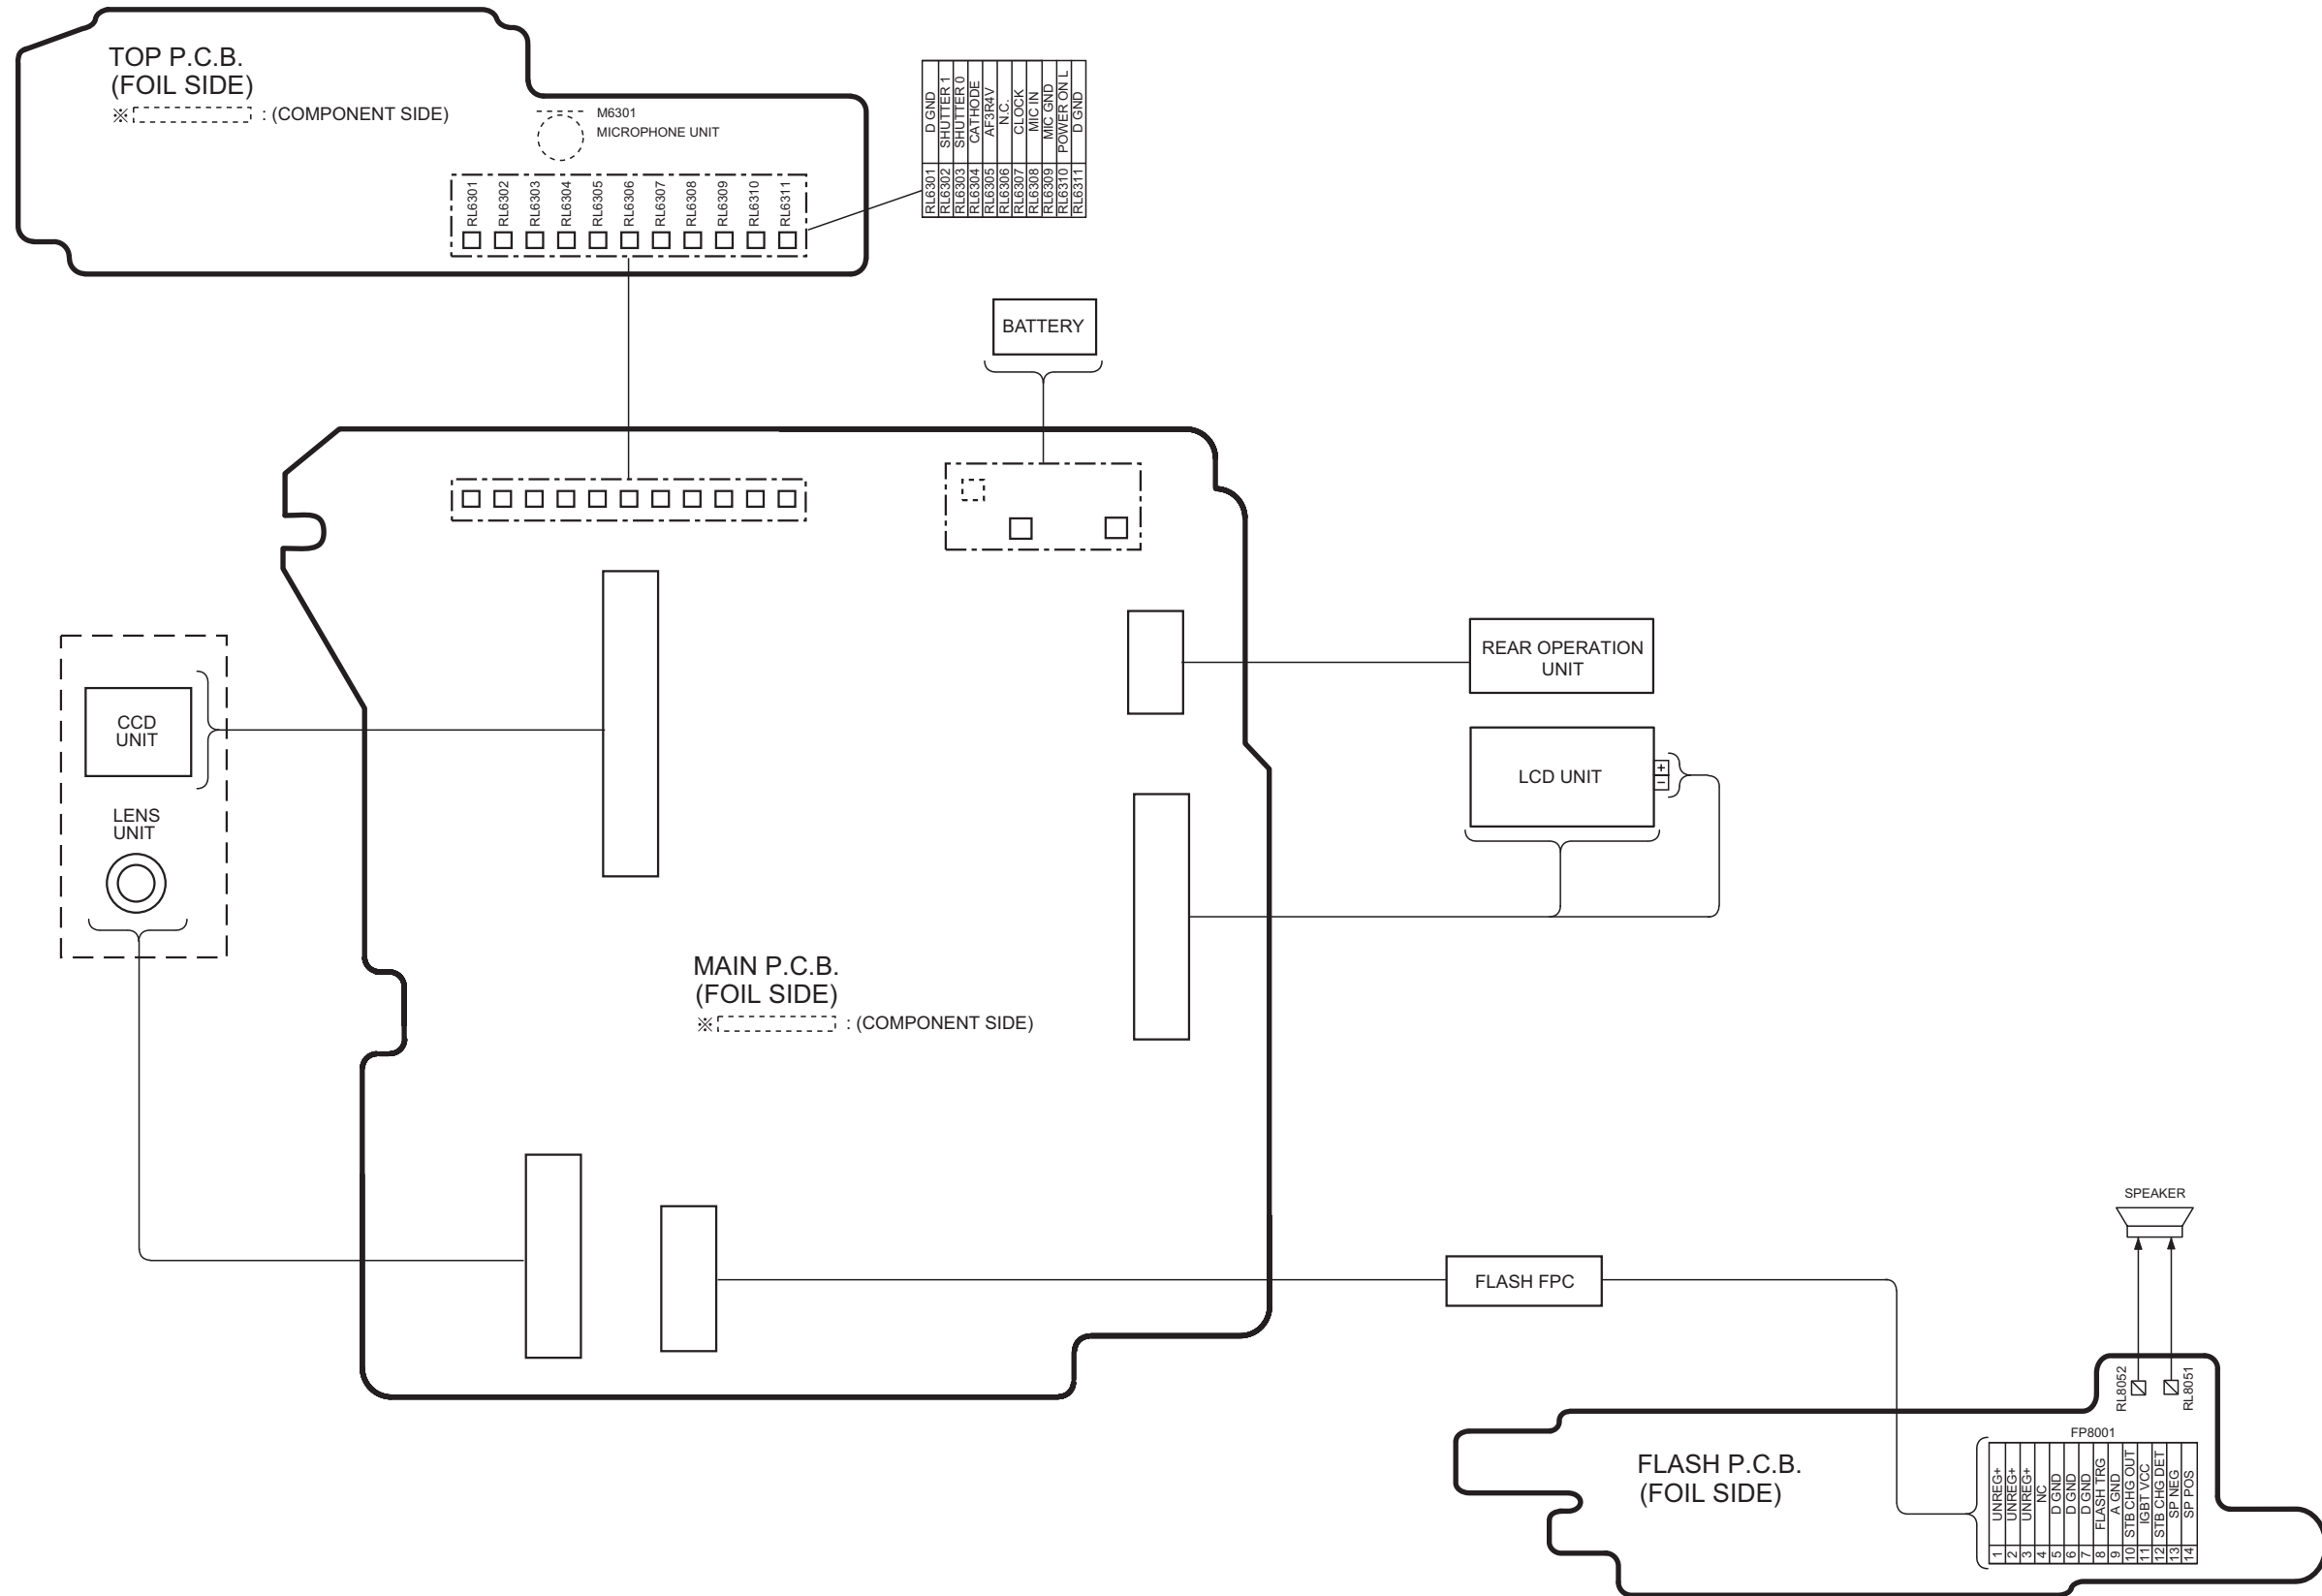 TOP P.C.B.
(FOIL SIDE)
※ : (COMPONENT SIDE)
M6301
MICROPHONE UNIT
RL6301
RL6302
RL6303
RL6304
RL6305
RL6306
RL6307
RL6308
RL6309
RL6310
RL6311
RL6301 D GND
RL6302 SHUTTER 1
RL6303 SHUTTER 0
RL6304 CATHODE
RL6305 AF3R4V
RL6306 N.C.
RL6307 CLOCK
RL6308 MIC IN
RL6309 MIC GND
RL6310 POWER ON L
RL6311 D GND
BATTERY
REAR OPERATION
UNIT
CCD
UNIT
LCD UNIT
+
−
LENS
UNIT
MAIN P.C.B.
(FOIL SIDE)
※ : (COMPONENT SIDE)
SPEAKER
FLASH FPC
RL8052
RL8051
FP8001
FLASH P.C.B.
(FOIL SIDE)
1 UNREG+
2 UNREG+
3 UNREG+
4 NC
5 D GND
6 D GND
7 D GND
8 FLASH TRG
9 A GND
10 STB CHG OUT
11 IGBT VCC
12 STB CHG DET
13 SP NEG
14 SP POS